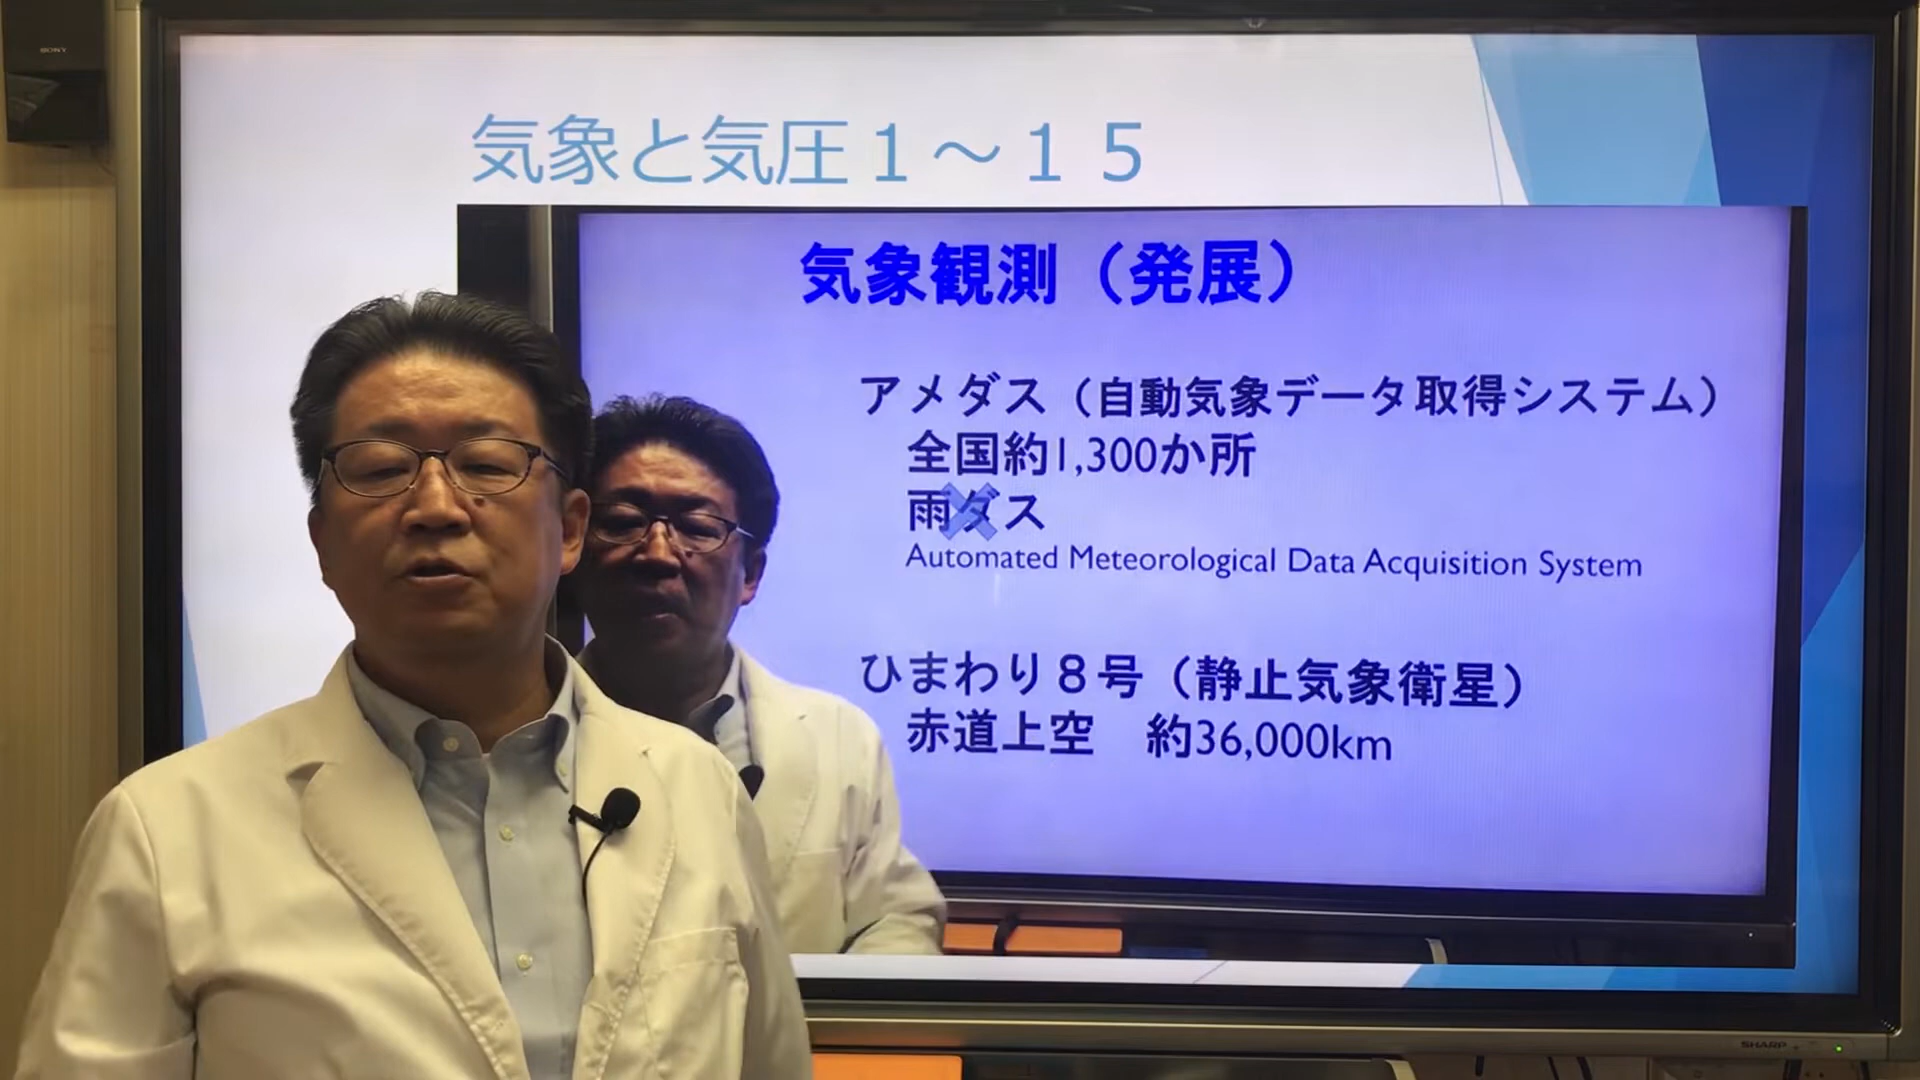 SONY
気象と気圧1～15
気象観測（発展）
アメダス（自動気象データ取得システム）
全国約1,300か所
雨ダス
Automated Meteorological Data Acquisition System
ひまわり８号（静止気象衛星）
赤道上空　約36,000km
SHARP